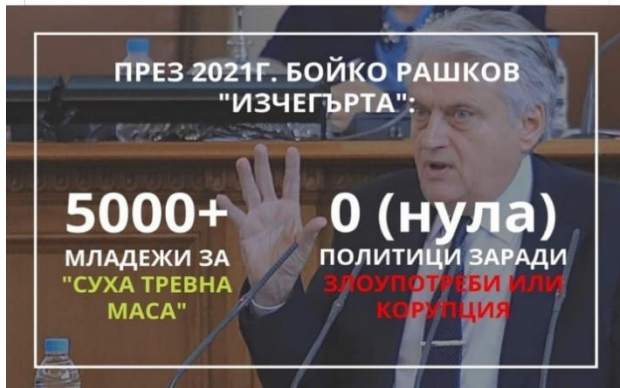 ПРЕЗ 2021Г. БОЙКО РАШКОВ
"ИЗЧЕГЪРТА":
5000+
МЛАДЕЖИ ЗА
"СУХА ТРЕВНА
МАСА"
0 (нула)
ПОЛИТИЦИ ЗАРАДИ
ЗЛОУПОТРЕБИ ИЛИ
КОРУПЦИЯ